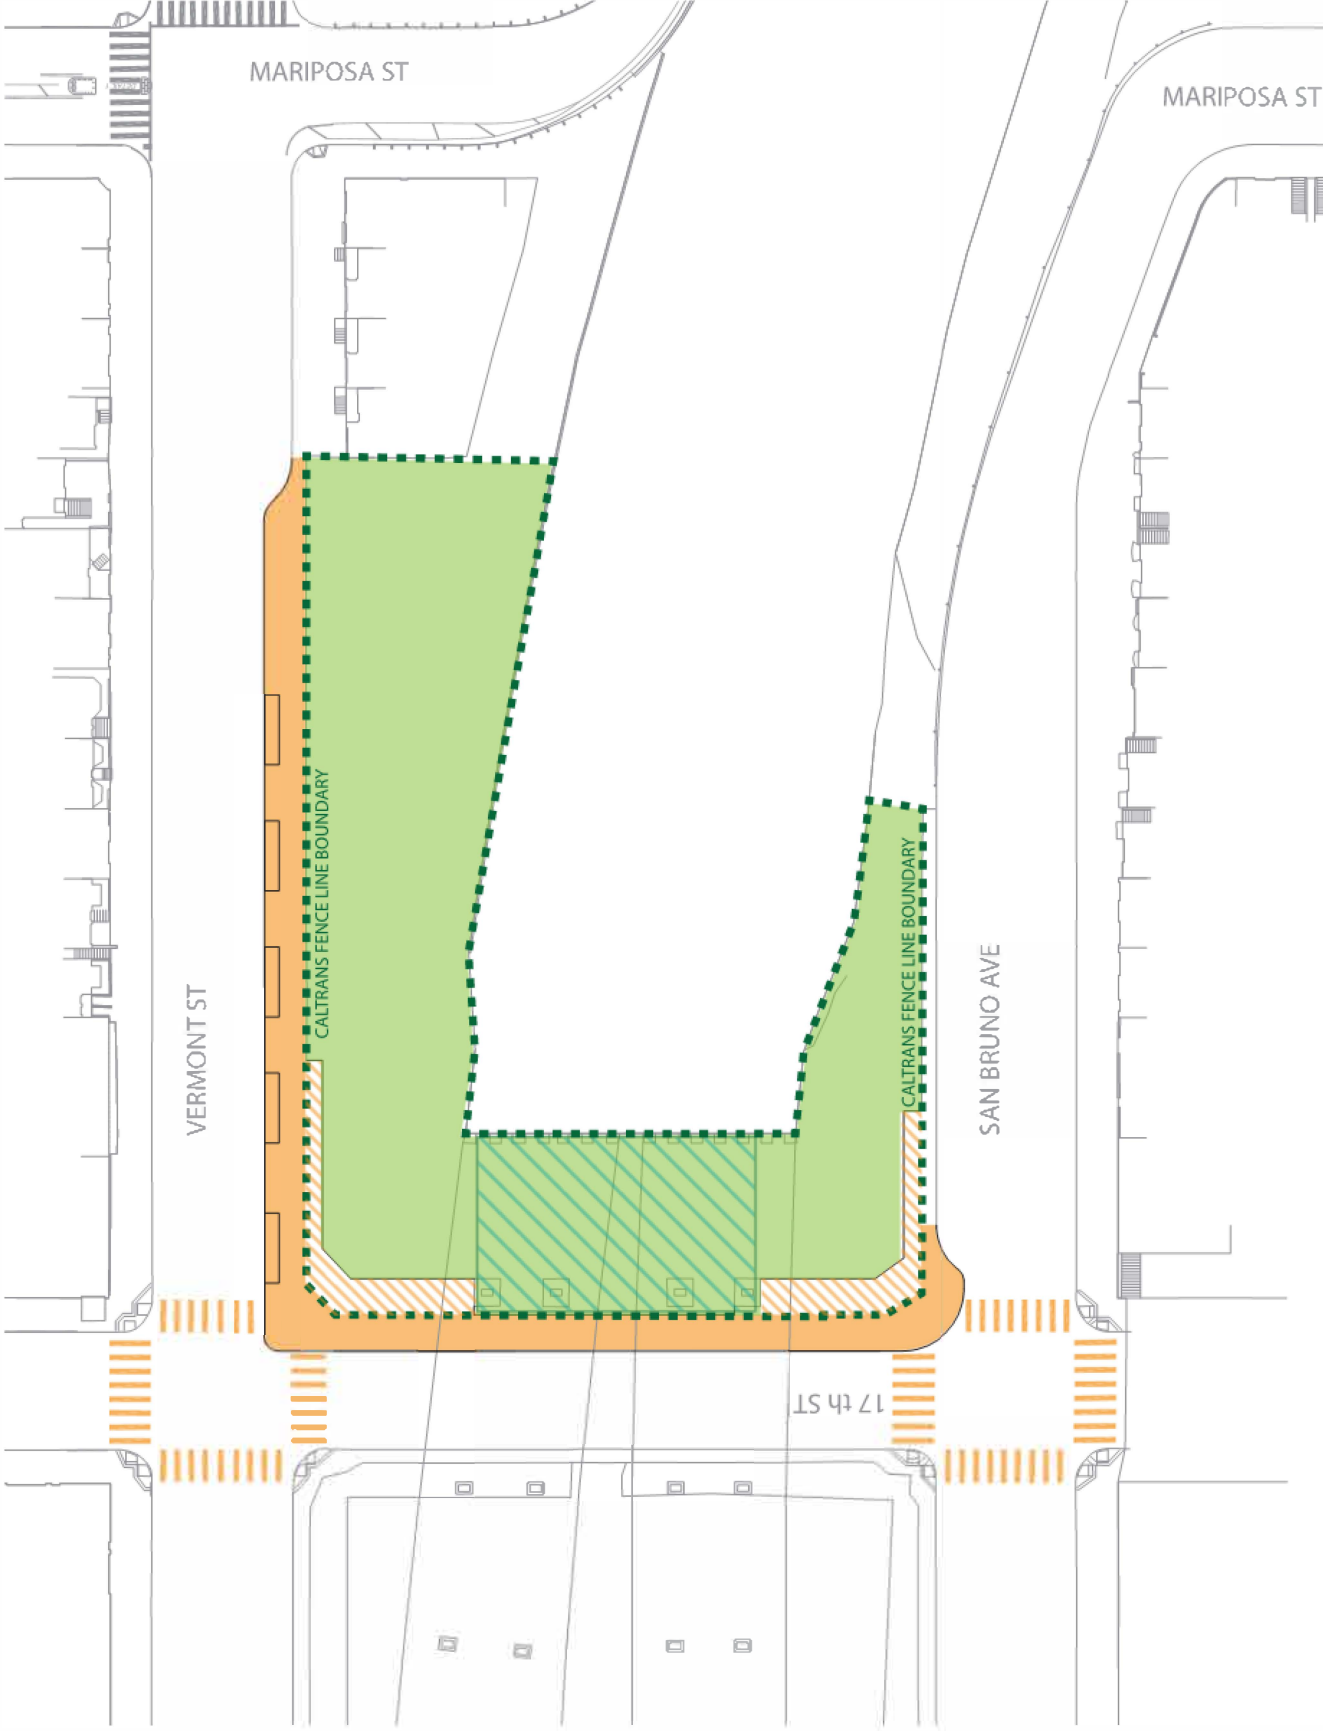 MARIPOSA ST
MARIPOSA ST
CALTRANS FENCE LINE BOUNDARY
CALTRANS FENCE LINE BOUNDARY
VERMONT ST
SAN BRUNO AVE
17 th ST